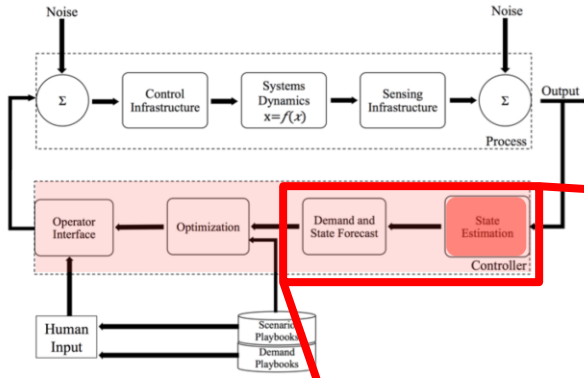 Noise
Noise
Σ
Control
Infrastructure
Systems
Dynamics
x=f(x)
Sensing
Infrastructure
Σ
Output
Process
Operator
Interface
Optimization
Demand and
State Forecast
State
Estimation
Controller
Human
Input
Scenario
Playbooks
Demand
Playbooks